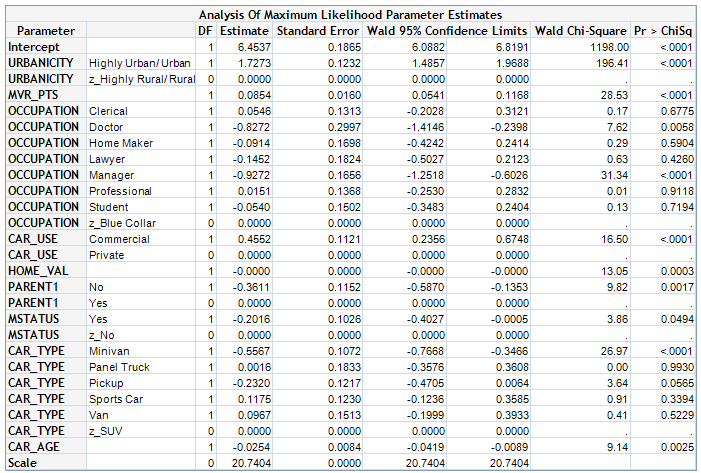 Analysis Of Maximum Likelihood Parameter Estimates
Parameter DF Estimate Standard Error Wald 95% Confidence Limits Wald Chi-Square Pr > ChiSq
Intercept 1 6.4537 0.1865 6.0882 6.8191 1198.00 <.0001
URBANICITY Highly Urban/ Urban 1 1.7273 0.1232 1.4857 1.9688 196.41 <.0001
URBANICITY z_Highly Rural/ Rural 0 0.0000 0.0000 0.0000 0.0000 . .
MVR_PTS 1 0.0854 0.0160 0.0541 0.1168 28.53 <.0001
OCCUPATION Clerical 1 0.0546 0.1313 -0.2028 0.3121 0.17 0.6775
OCCUPATION Doctor 1 -0.8272 0.2997 -1.4146 -0.2398 7.62 0.0058
OCCUPATION Home Maker 1 -0.0914 0.1698 -0.4242 0.2414 0.29 0.5904
OCCUPATION Lawyer 1 -0.1452 0.1824 -0.5027 0.2123 0.63 0.4260
OCCUPATION Manager 1 -0.9272 0.1656 -1.2518 -0.6026 31.34 <.0001
OCCUPATION Professional 1 0.0151 0.1368 -0.2530 0.2832 0.01 0.9118
OCCUPATION Student 1 -0.0540 0.1502 -0.3483 0.2404 0.13 0.7194
OCCUPATION z_Blue Collar 0 0.0000 0.0000 0.0000 0.0000 . .
CAR_USE Commercial 1 0.4552 0.1121 0.2356 0.6748 16.50 <.0001
CAR_USE Private 0 0.0000 0.0000 0.0000 0.0000 . .
HOME_VAL 1 -0.0000 0.0000 -0.0000 -0.0000 13.05 0.0003
PARENT1 No 1 -0.3611 0.1152 -0.5870 -0.1353 9.82 0.0017
PARENT1 Yes 0 0.0000 0.0000 0.0000 0.0000 . .
MSTATUS Yes 1 -0.2016 0.1026 -0.4027 -0.0005 3.86 0.0494
MSTATUS z_No 0 0.0000 0.0000 0.0000 0.0000 . .
CAR_TYPE Minivan 1 -0.5567 0.1072 -0.7668 -0.3466 26.97 <.0001
CAR_TYPE Panel Truck 1 0.0016 0.1833 -0.3576 0.3608 0.00 0.9930
CAR_TYPE Pickup 1 -0.2320 0.1217 -0.4705 0.0064 3.64 0.0565
CAR_TYPE Sports Car 1 0.1175 0.1230 -0.1236 0.3585 0.91 0.3394
CAR_TYPE Van 1 0.0967 0.1513 -0.1999 0.3933 0.41 0.5229
CAR_TYPE z_SUV 0 0.0000 0.0000 0.0000 0.0000 . .
CAR_AGE 1 -0.0254 0.0084 -0.0419 -0.0089 9.14 0.0025
Scale 0 20.7404 0.0000 20.7404 20.7404